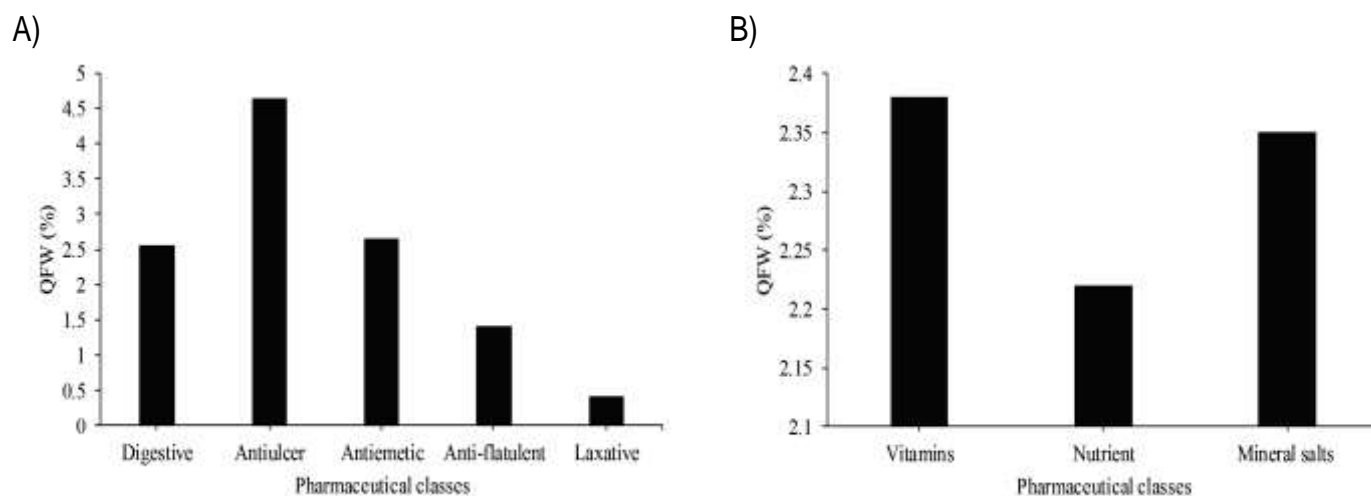 A)
5
4.5
4
3.5
3
2.5
2
1.5
1
0.5
0
QFW (%)
Digestive Antiulcer Antiemetic Anti-flatulent Laxative
Pharmaceutical classes
B)
2.4
2.35
2.3
2.25
2.2
2.15
2.1
QFW (%)
Vitamins Nutrient Mineral salts
Pharmaceutical classes